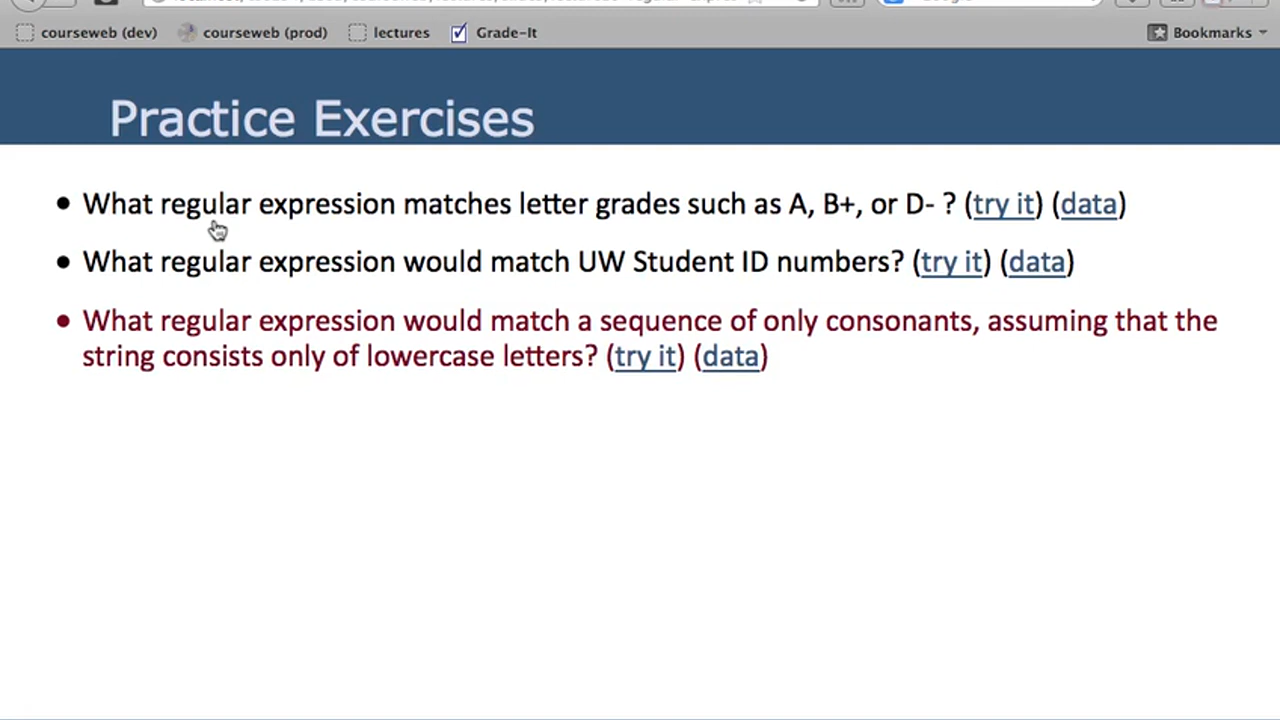 courseweb (dev) courseweb (prod) lectures Grade-It Bookmarks
Practice Exercises
• What regular expression matches letter grades such as A, B+, or D- ? (try it) (data)
• What regular expression would match UW Student ID numbers? (try it) (data)
• What regular expression would match a sequence of only consonants, assuming that the
string consists only of lowercase letters? (try it) (data)